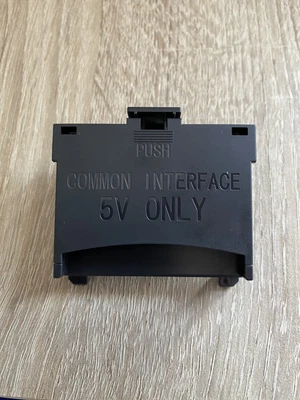 PUSH
COMMON INTERFACE
5V ONLY